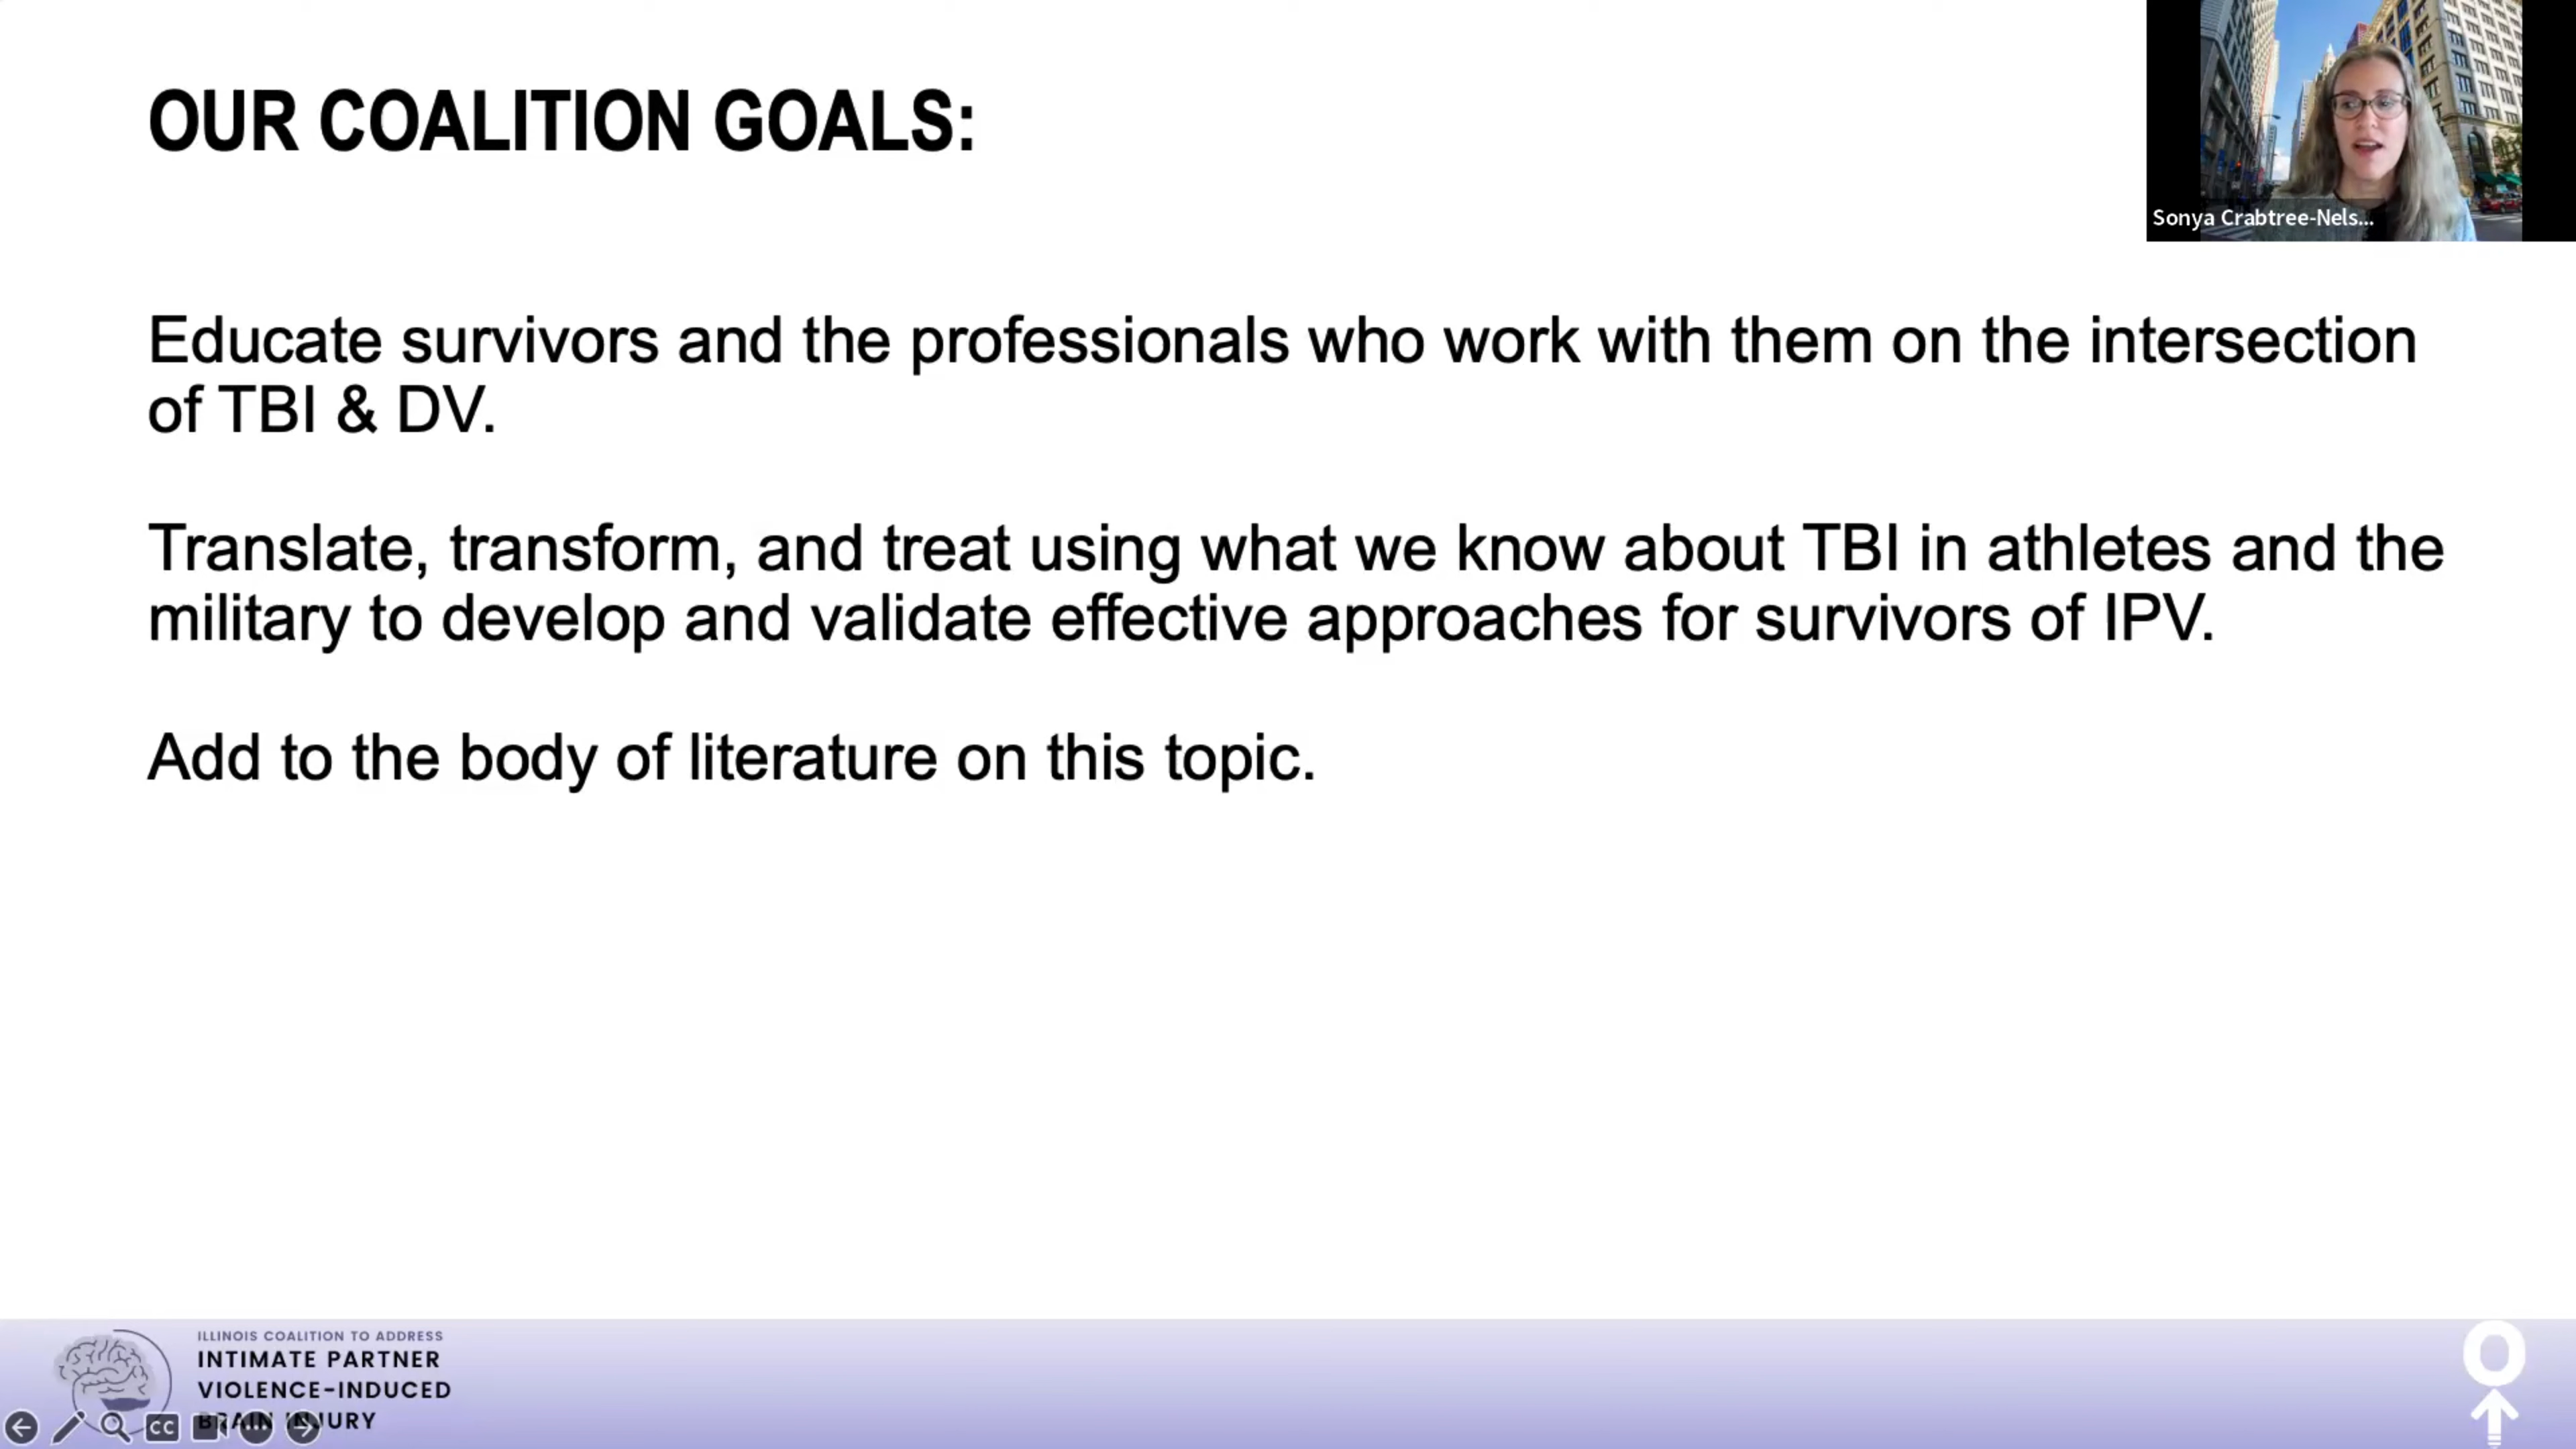 OUR COALITION GOALS:
Sonya Crabtree-Nels...
Educate survivors and the professionals who work with them on the intersection
of TBI & DV.
Translate, transform, and treat using what we know about TBI in athletes and the
military to develop and validate effective approaches for survivors of IPV.
Add to the body of literature on this topic.
ILLINOIS COALITION TO ADDRESS
INTIMATE PARTNER
VIOLENCE-INDUCED
BRAIN INJURY
CC